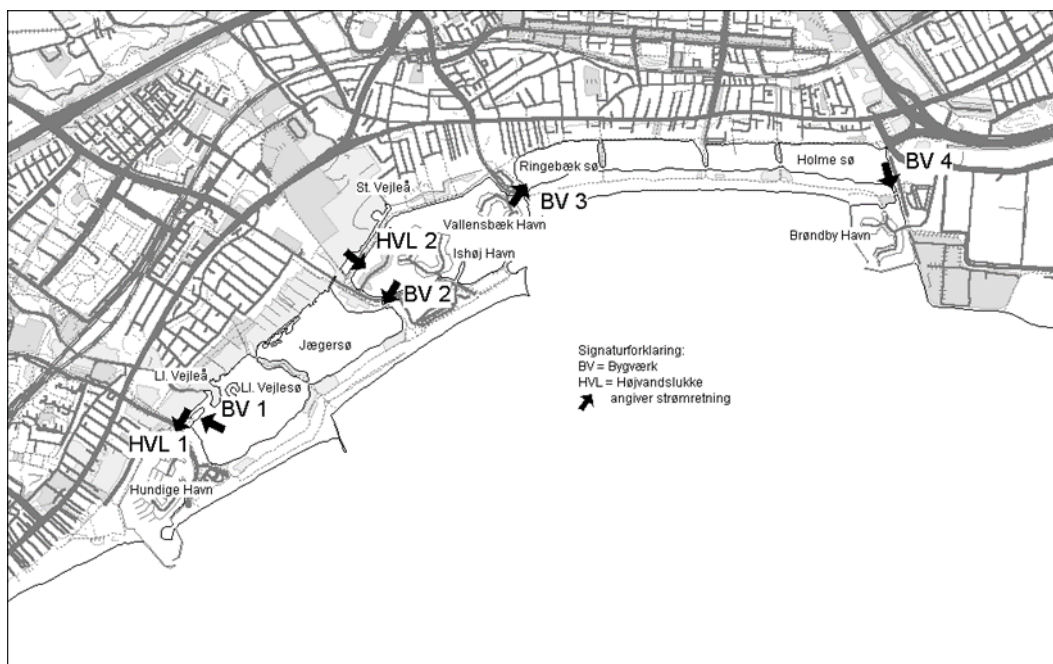 Ringebæk sø
Holme sø
BV 4
St. Vejleå
BV 3
Vallensbæk Havn
Brøndby Havn
HVL 2
Ishøj Havn
BV 2
Jægersø
Signaturforklaring:
BV = Bygværk
HVL = Højvandslukke
angiver strømretning
Ll. Vejleå
Ll. Vejlesø
BV 1
HVL 1
Hundige Havn